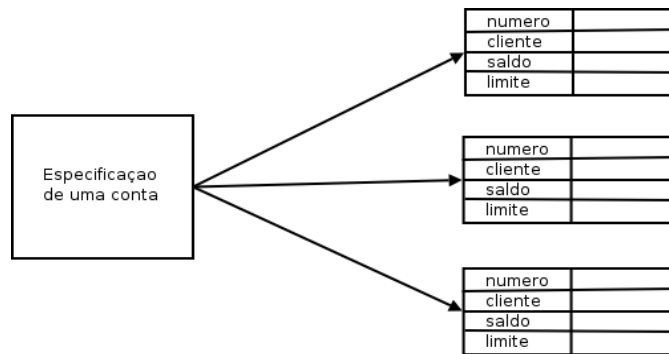 Especificaçao
de uma conta
numero
cliente
saldo
limite
numero
cliente
saldo
limite
numero
cliente
saldo
limite